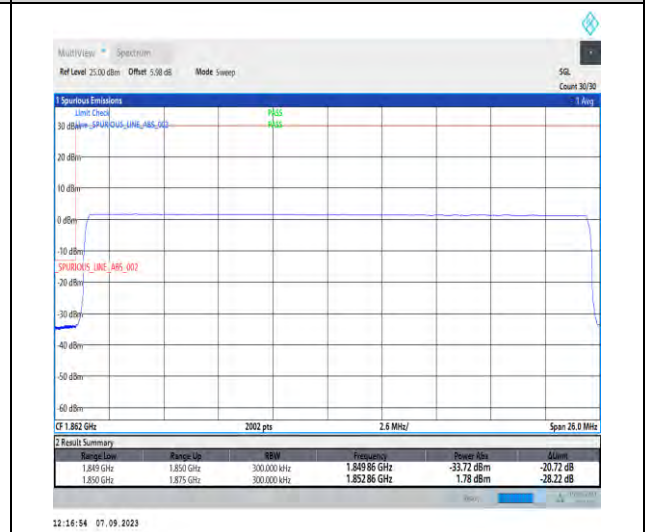 MultiView Spectrum
Ref Level 25.00 dBm Offset 5.98 dB Mode Sweep SGL
Count 30/30
1 Spurious Emissions 1 Avg
Limit Check PASS
30 dBm Line _SPURIOUS_LINE_ABS_002 PASS
20 dBm
10 dBm
0 dBm
-10 dBm
_SPURIOUS_LINE_ABS_002
-20 dBm
-30 dBm
-40 dBm
-50 dBm
-60 dBm
CF 1.862 GHz 2002 pts 2.6 MHz/ Span 26.0 MHz
2 Result Summary
Range Low Range Up RBW Frequency Power Abs ΔLimit
1.849 GHz 1.850 GHz 300.000 kHz 1.849 86 GHz -33.72 dBm -20.72 dB
1.850 GHz 1.875 GHz 300.000 kHz 1.852 86 GHz 1.78 dBm -28.22 dB
12:16:54 07.09.2023